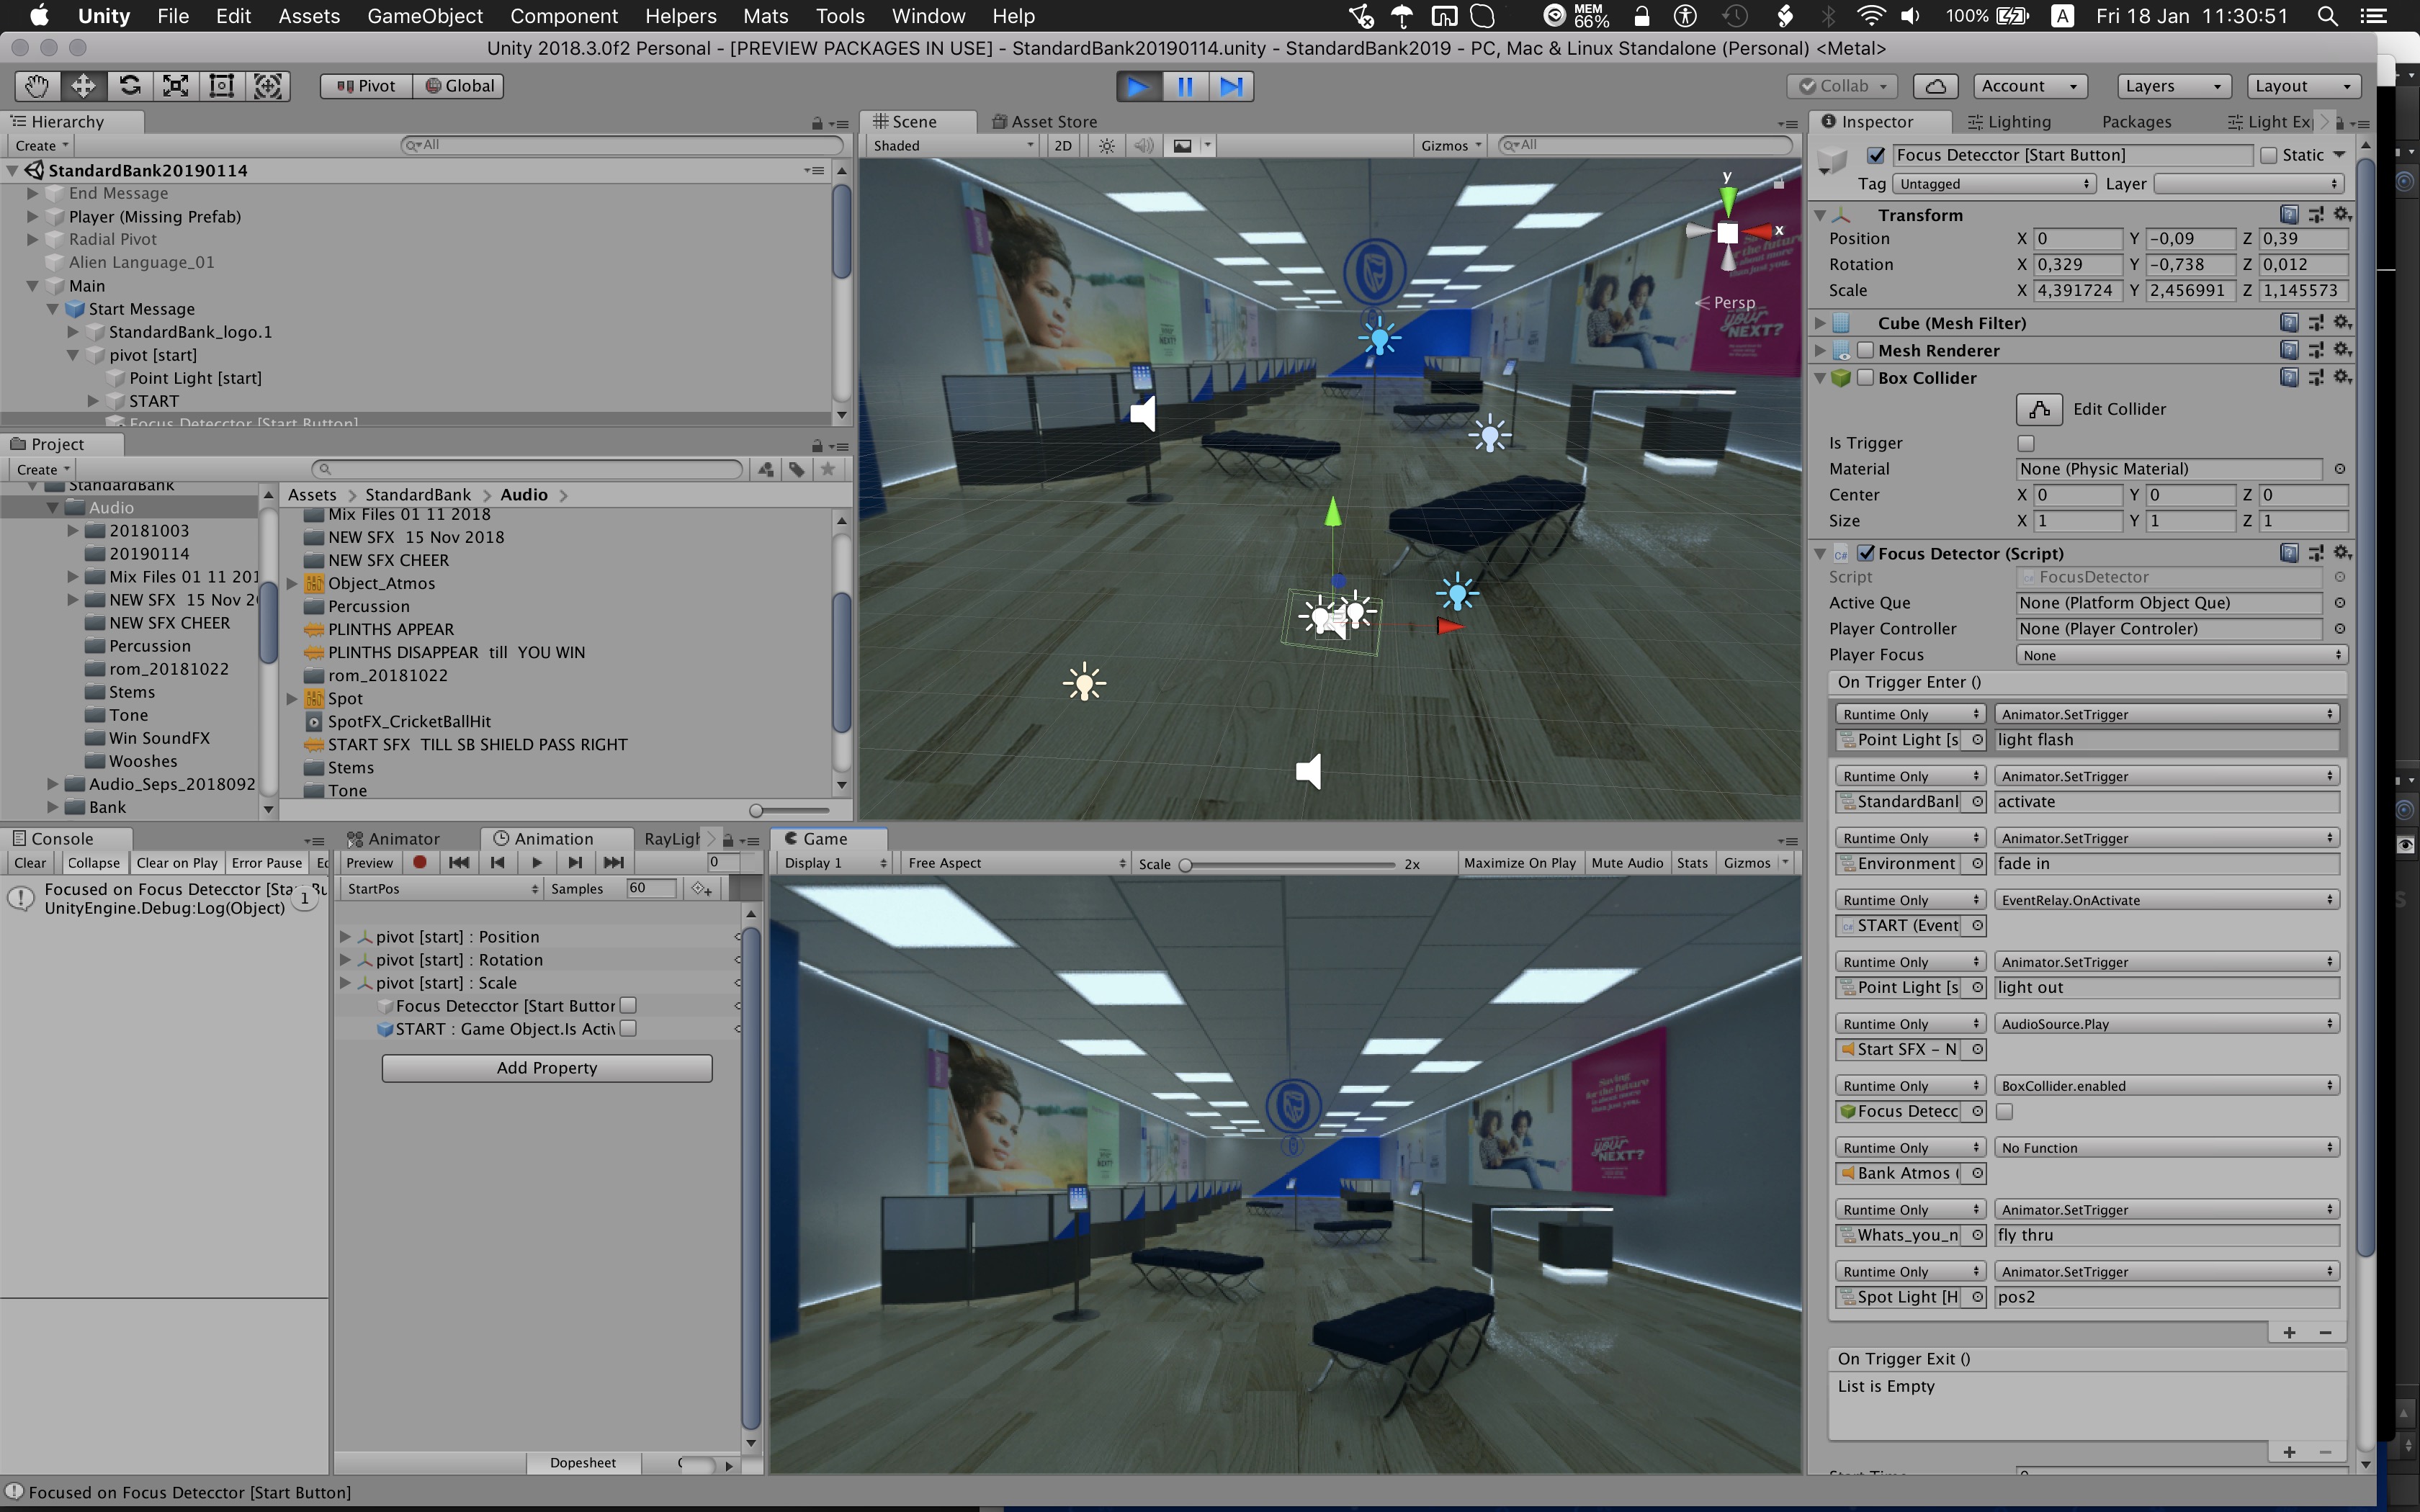 Unity File Edit Assets GameObject Component Helpers Mats Tools Window Help
MEM 66% 100% A Fri 18 Jan 11:30:51
Unity 2018.3.0f2 Personal - [PREVIEW PACKAGES IN USE] - StandardBank20190114.unity - StandardBank2019 - PC, Mac & Linux Standalone (Personal) <Metal>
Pivot Global Collab Account Layers Layout
Hierarchy
Create All
StandardBank20190114
End Message
Player (Missing Prefab)
Radial Pivot
Alien Language_01
Main
Start Message
StandardBank_logo.1
pivot [start]
Point Light [start]
START
Focus Detecctor [Start Button]
Project
Create
StandardBank
Audio
20181003
20190114
Mix Files 01 11 201
NEW SFX 15 Nov 2
NEW SFX CHEER
Percussion
rom_20181022
Stems
Tone
Win SoundFX
Wooshes
Audio_Seps_2018092
Bank
Assets > StandardBank > Audio >
Mix Files 01 11 2018
NEW SFX 15 Nov 2018
NEW SFX CHEER
Object_Atmos
Percussion
PLINTHS APPEAR
PLINTHS DISAPPEAR till YOU WIN
rom_20181022
Spot
SpotFX_CricketBallHit
START SFX TILL SB SHIELD PASS RIGHT
Stems
Tone
Scene Asset Store
Shaded 2D Gizmos All
y
x
Persp
your
NEXT?
Console
Clear Collapse Clear on Play Error Pause Ed
Focused on Focus Detecctor [Start Bu
UnityEngine.Debug:Log(Object)
1
Animator Animation RayLigh
Preview 0
StartPos Samples 60
pivot [start] : Position
pivot [start] : Rotation
pivot [start] : Scale
Focus Detecctor [Start Button
START : Game Object.Is Activ
Add Property
Dopesheet
Game
Display 1 Free Aspect Scale 2x Maximize On Play Mute Audio Stats Gizmos
Saving
for the future
is about more
than just you.
your
NEXT?
Inspector Lighting Packages Light Ex
Focus Detecctor [Start Button] Static
Tag Untagged Layer
Transform
Position X 0 Y -0,09 Z 0,39
Rotation X 0,329 Y -0,738 Z 0,012
Scale X 4,391724 Y 2,456991 Z 1,145573
Cube (Mesh Filter)
Mesh Renderer
Box Collider
Edit Collider
Is Trigger
Material None (Physic Material)
Center X 0 Y 0 Z 0
Size X 1 Y 1 Z 1
Focus Detector (Script)
Script FocusDetector
Active Que None (Platform Object Que)
Player Controller None (Player Controler)
Player Focus None
On Trigger Enter ()
Runtime Only Animator.SetTrigger
Point Light [s light flash
Runtime Only Animator.SetTrigger
StandardBanl activate
Runtime Only Animator.SetTrigger
Environment fade in
Runtime Only EventRelay.OnActivate
START (Event
Runtime Only Animator.SetTrigger
Point Light [s light out
Runtime Only AudioSource.Play
Start SFX - N
Runtime Only BoxCollider.enabled
Focus Detecc
Runtime Only No Function
Bank Atmos (
Runtime Only Animator.SetTrigger
Whats_you_n fly thru
Runtime Only Animator.SetTrigger
Spot Light [H pos2
On Trigger Exit ()
List is Empty
Focused on Focus Detecctor [Start Button]